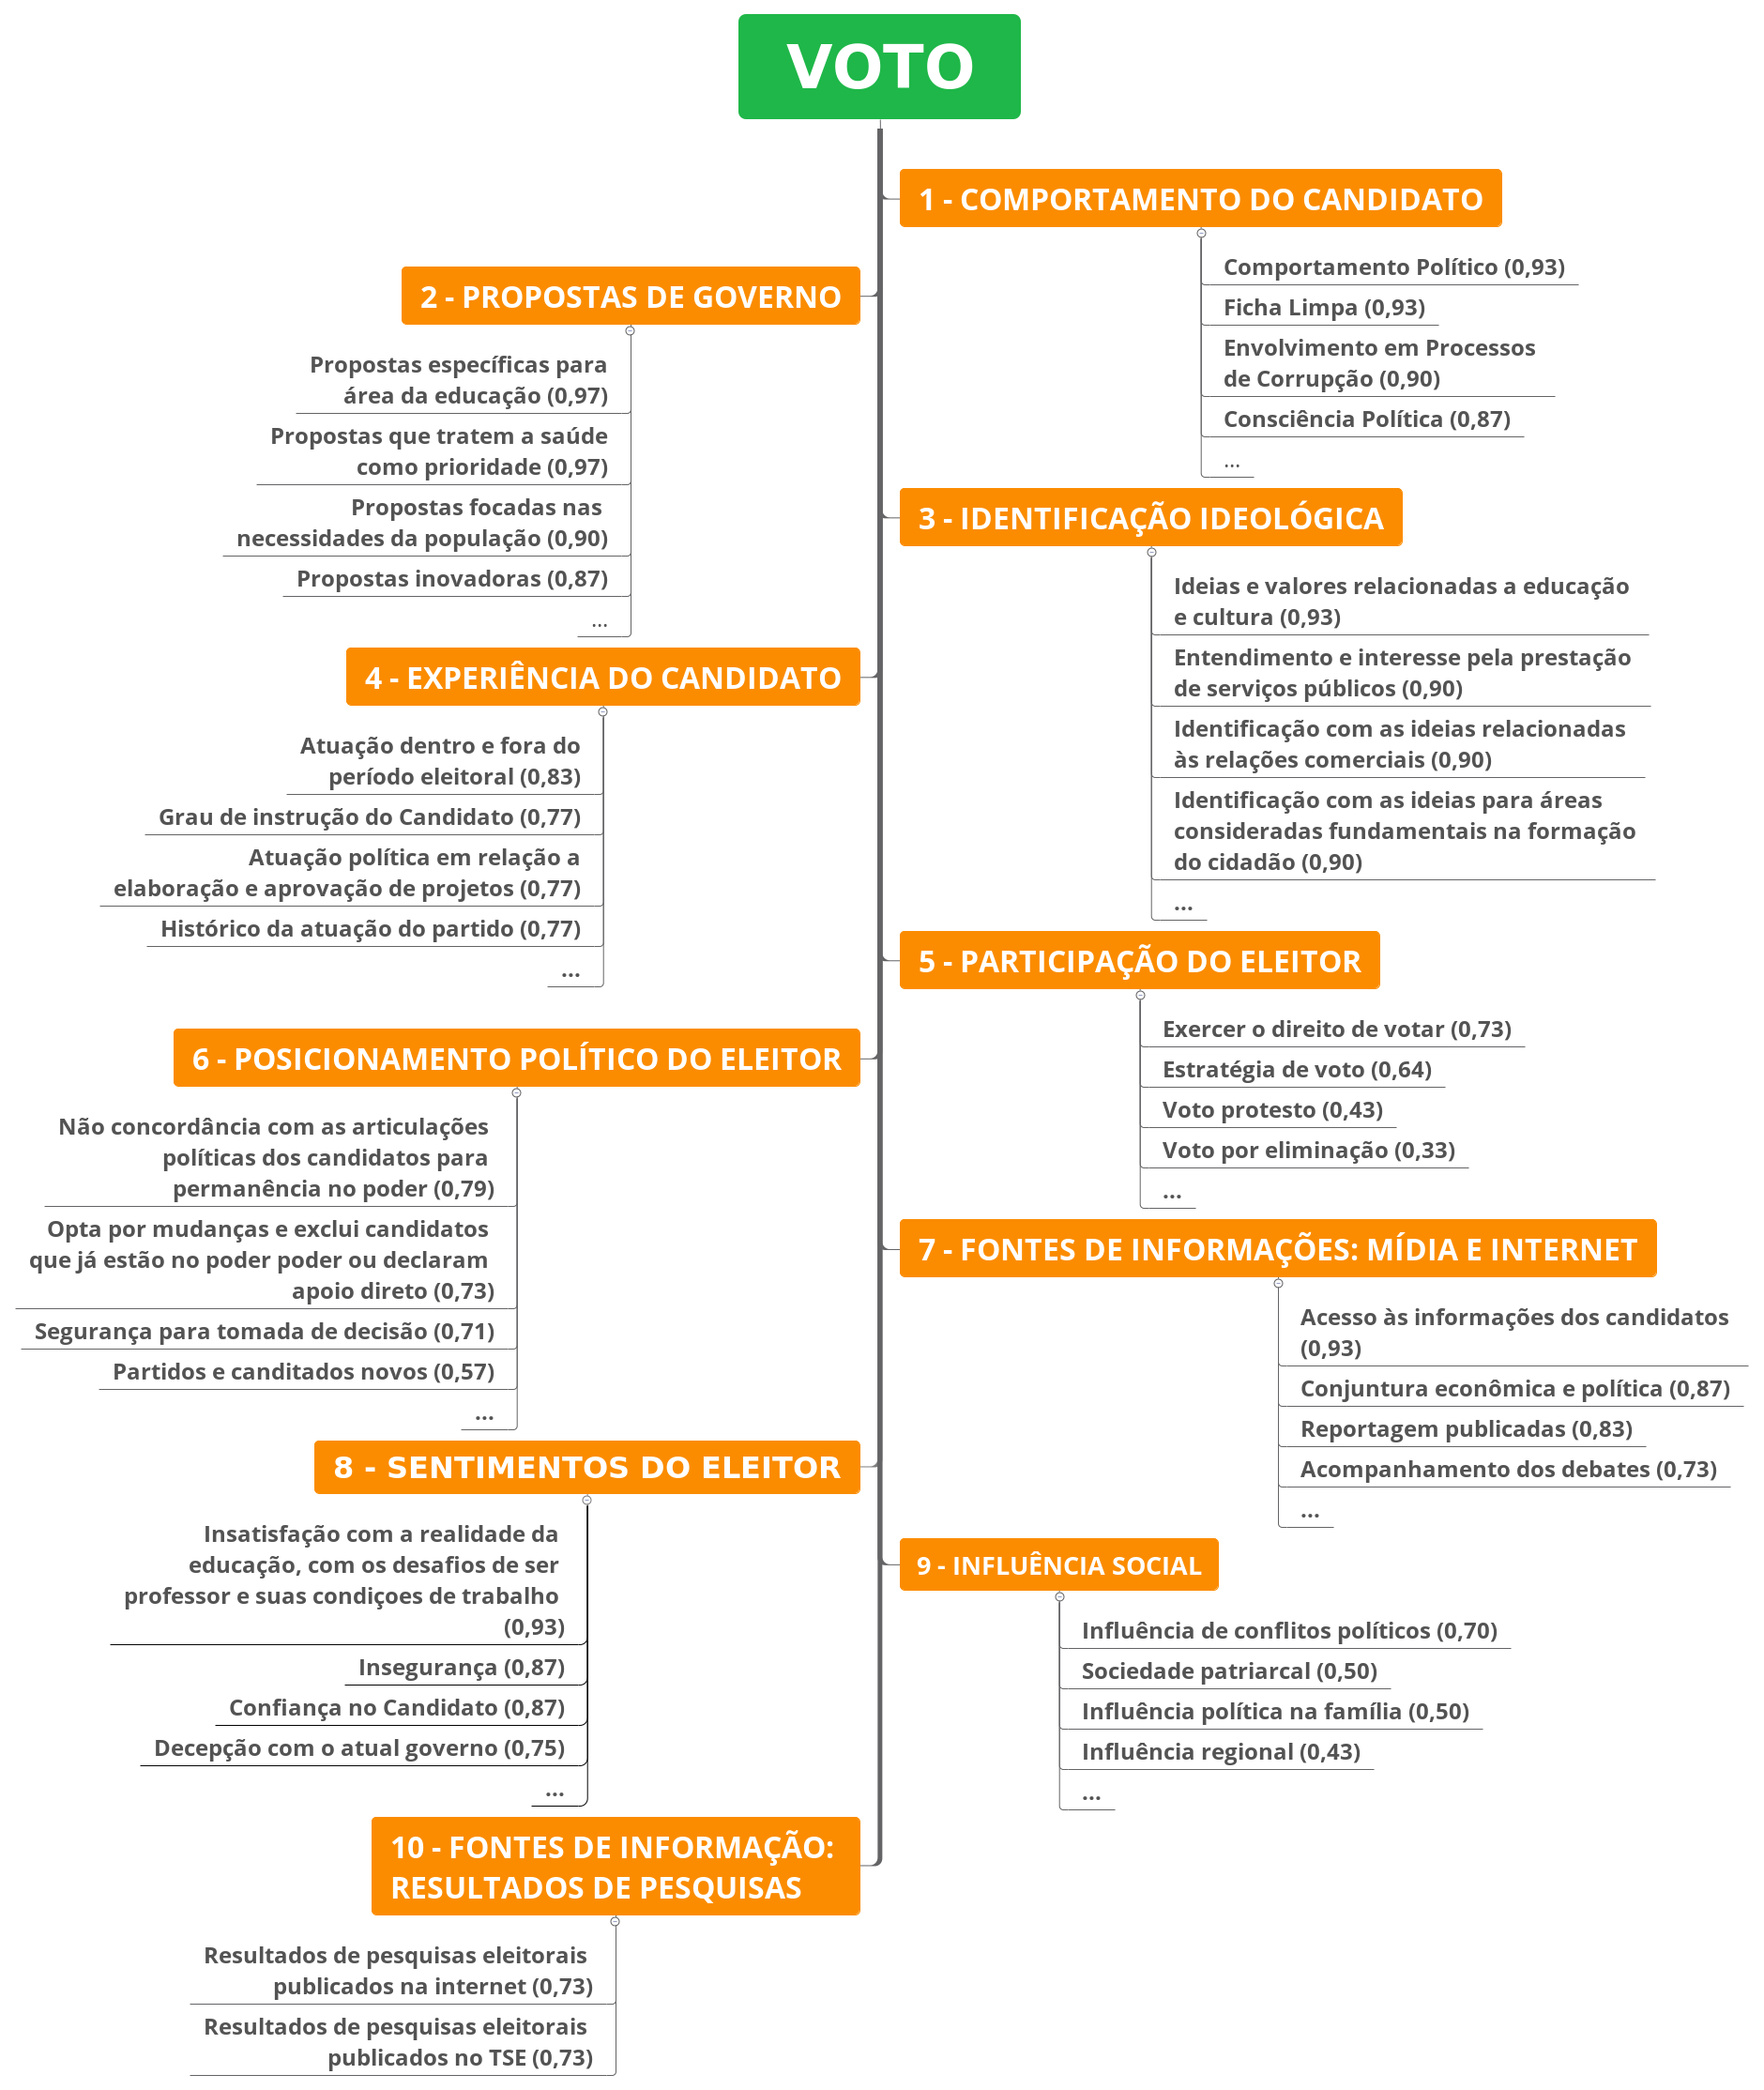 VOTO
1 - COMPORTAMENTO DO CANDIDATO
Comportamento Político (0,93)
Ficha Limpa (0,93)
Envolvimento em Processos
de Corrupção (0,90)
Consciência Política (0,87)
...
2 - PROPOSTAS DE GOVERNO
Propostas específicas para
área da educação (0,97)
Propostas que tratem a saúde
como prioridade (0,97)
Propostas focadas nas
necessidades da população (0,90)
Propostas inovadoras (0,87)
...
3 - IDENTIFICAÇÃO IDEOLÓGICA
Ideias e valores relacionadas a educação
e cultura (0,93)
Entendimento e interesse pela prestação
de serviços públicos (0,90)
Identificação com as ideias relacionadas
às relações comerciais (0,90)
Identificação com as ideias para áreas
consideradas fundamentais na formação
do cidadão (0,90)
...
4 - EXPERIÊNCIA DO CANDIDATO
Atuação dentro e fora do
período eleitoral (0,83)
Grau de instrução do Candidato (0,77)
Atuação política em relação a
elaboração e aprovação de projetos (0,77)
Histórico da atuação do partido (0,77)
...
5 - PARTICIPAÇÃO DO ELEITOR
Exercer o direito de votar (0,73)
Estratégia de voto (0,64)
Voto protesto (0,43)
Voto por eliminação (0,33)
...
6 - POSICIONAMENTO POLÍTICO DO ELEITOR
Não concordância com as articulações
políticas dos candidatos para
permanência no poder (0,79)
Opta por mudanças e exclui candidatos
que já estão no poder poder ou declaram
apoio direto (0,73)
Segurança para tomada de decisão (0,71)
Partidos e canditados novos (0,57)
...
7 - FONTES DE INFORMAÇÕES: MÍDIA E INTERNET
Acesso às informações dos candidatos
(0,93)
Conjuntura econômica e política (0,87)
Reportagem publicadas (0,83)
Acompanhamento dos debates (0,73)
...
8 - SENTIMENTOS DO ELEITOR
Insatisfação com a realidade da
educação, com os desafios de ser
professor e suas condiçoes de trabalho
(0,93)
Insegurança (0,87)
Confiança no Candidato (0,87)
Decepção com o atual governo (0,75)
...
9 - INFLUÊNCIA SOCIAL
Influência de conflitos políticos (0,70)
Sociedade patriarcal (0,50)
Influência política na família (0,50)
Influência regional (0,43)
...
10 - FONTES DE INFORMAÇÃO:
RESULTADOS DE PESQUISAS
Resultados de pesquisas eleitorais
publicados na internet (0,73)
Resultados de pesquisas eleitorais
publicados no TSE (0,73)